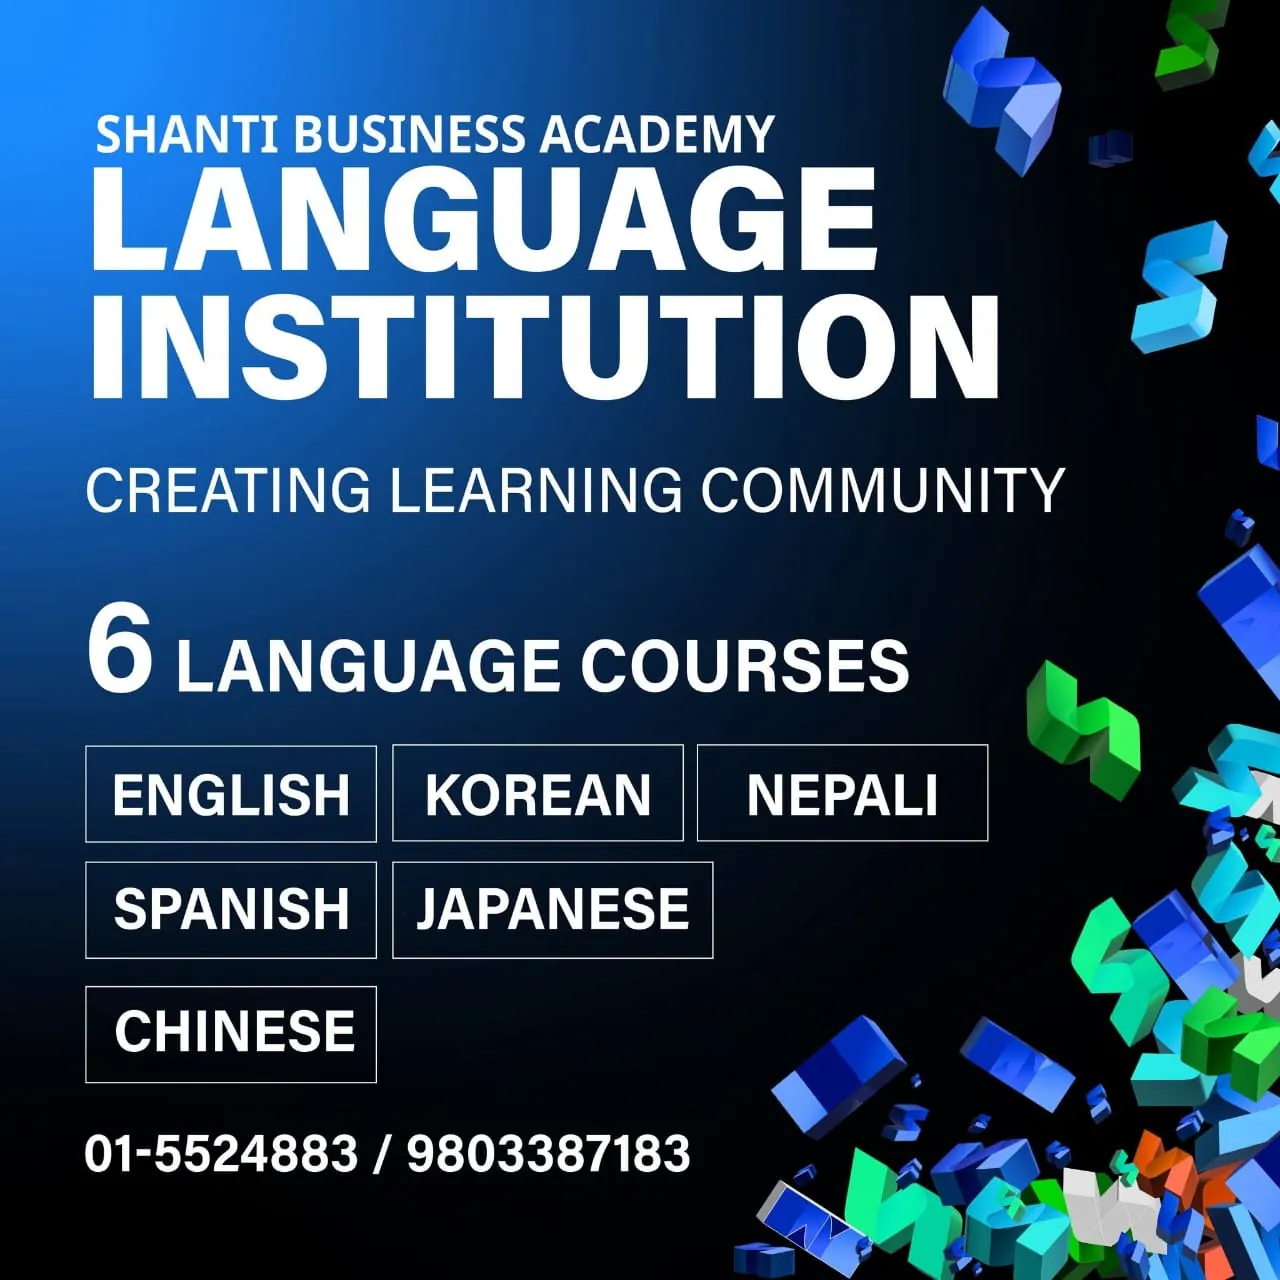 SHANTI BUSINESS ACADEMY
LANGUAGE
INSTITUTION
CREATING LEARNING COMMUNITY
6 LANGUAGE COURSES
ENGLISH KOREAN NEPALI
SPANISH JAPANESE
CHINESE
01-5524883 / 9803387183